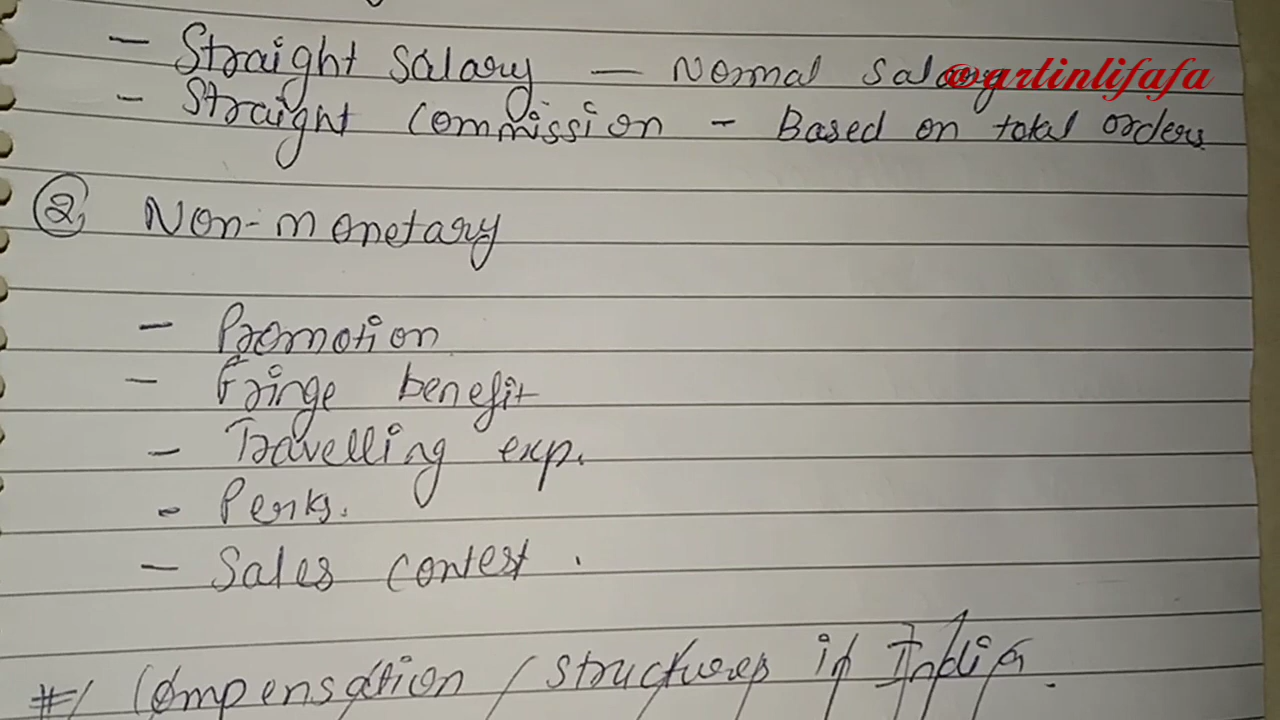 - Straight salary - Normal salary
@artinlifafa
- Straight Commission - Based on total orders.
② Non-monetary
- Promotion
- Fringe benefit
- Travelling exp.
- Perks.
- Sales contest.
#/ Compensation / structures in India.